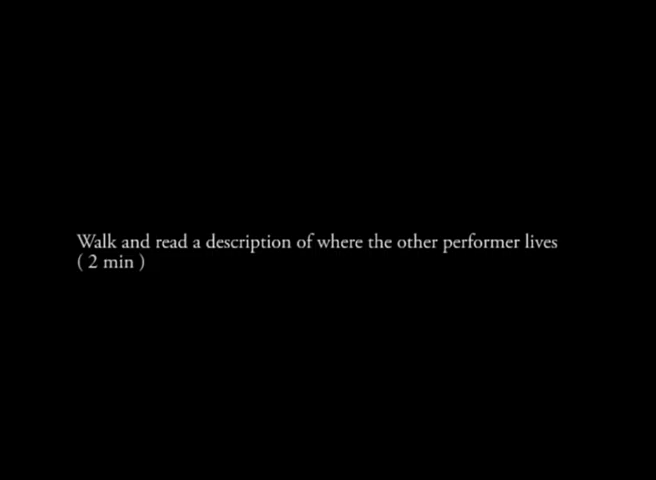 Walk and read a description of where the other performer lives
( 2 min )